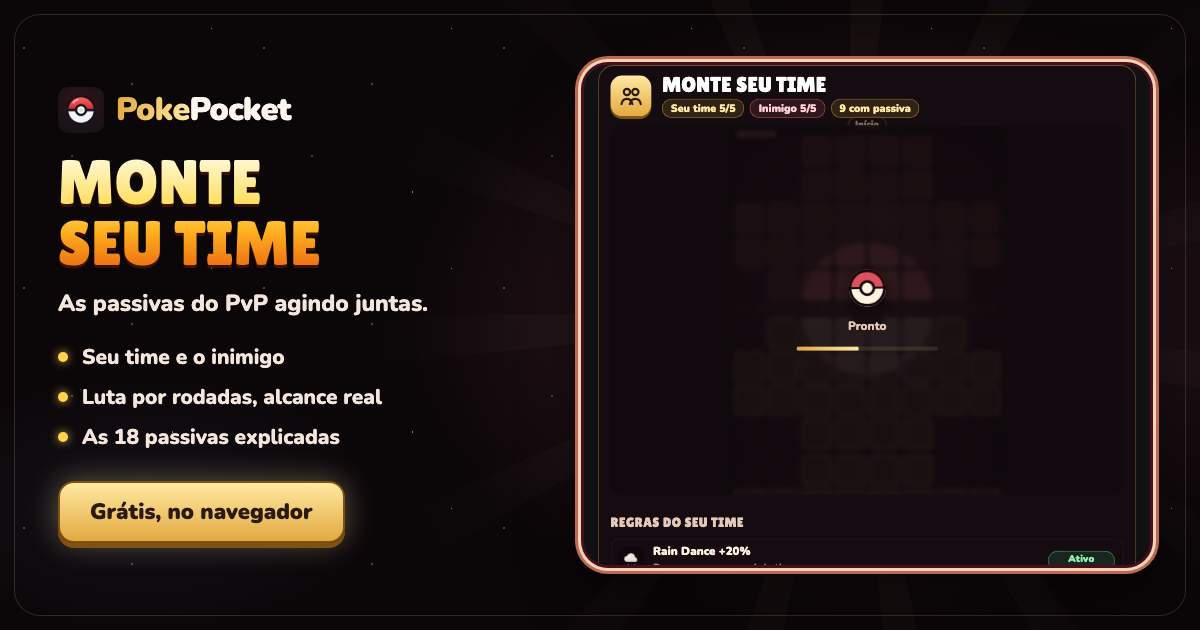 PokePocket
MONTE
SEU TIME
As passivas do PvP agindo juntas.
Seu time e o inimigo
Luta por rodadas, alcance real
As 18 passivas explicadas
Grátis, no navegador
MONTE SEU TIME
Seu time 5/5
Inimigo 5/5
9 com passiva
Início
Pronto
REGRAS DO SEU TIME
Rain Dance +20%
Ativo